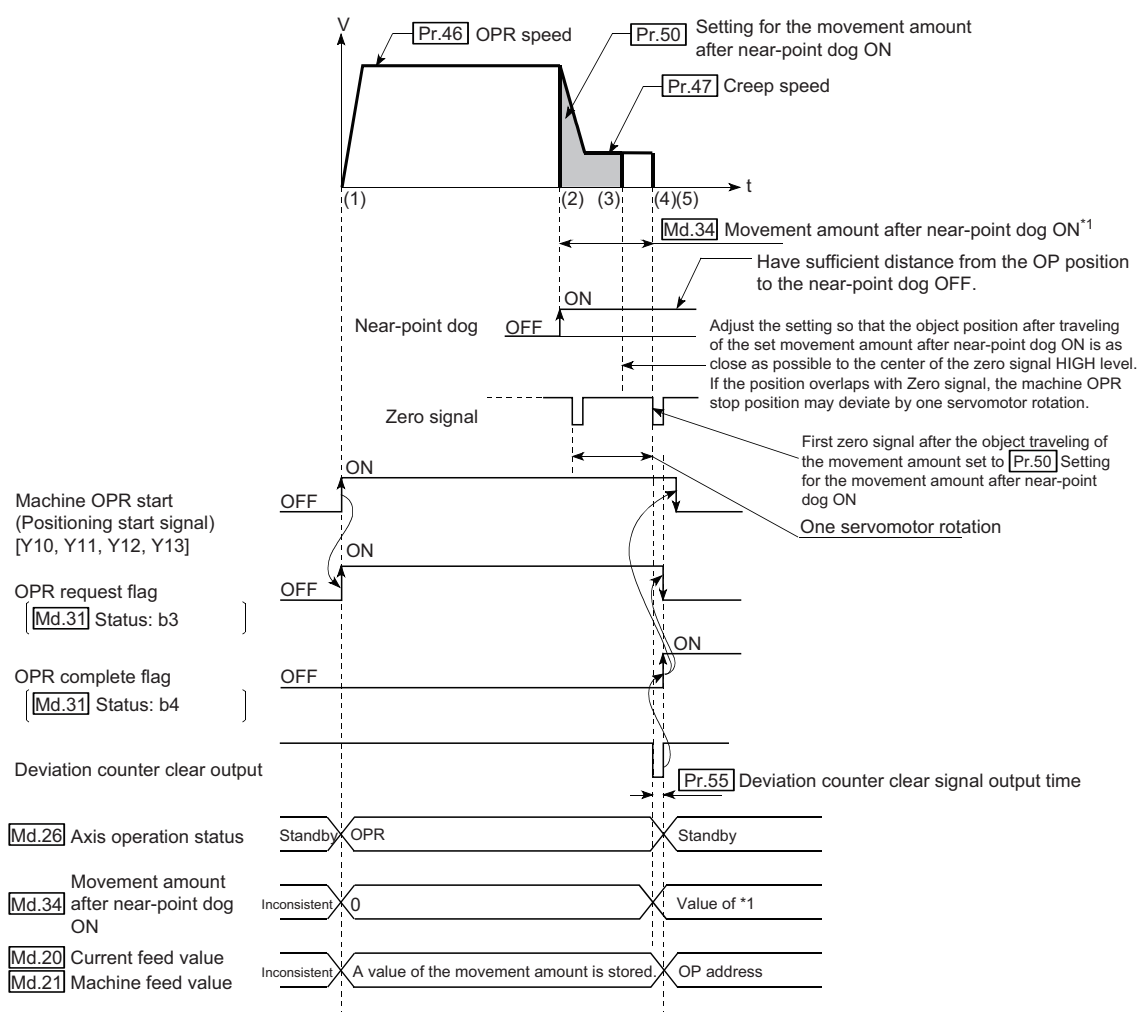 V
Pr.46 OPR speed
Pr.50 Setting for the movement amount
after near-point dog ON
Pr.47 Creep speed
t
(1)
(2)
(3)
(4)(5)
Md.34 Movement amount after near-point dog ON*1
Have sufficient distance from the OP position
to the near-point dog OFF.
ON
Near-point dog
OFF
Adjust the setting so that the object position after traveling
of the set movement amount after near-point dog ON is as
close as possible to the center of the zero signal HIGH level.
If the position overlaps with Zero signal, the machine OPR
stop position may deviate by one servomotor rotation.
Zero signal
First zero signal after the object traveling of
the movement amount set to Pr.50 Setting
for the movement amount after near-point
dog ON
One servomotor rotation
ON
Machine OPR start
(Positioning start signal)
[Y10, Y11, Y12, Y13]
OFF
ON
OPR request flag
Md.31 Status: b3
OFF
ON
OPR complete flag
Md.31 Status: b4
OFF
Deviation counter clear output
Pr.55 Deviation counter clear signal output time
Md.26 Axis operation status
Standby
OPR
Standby
Movement amount
Md.34 after near-point dog
ON
Inconsistent
0
Value of *1
Md.20 Current feed value
Md.21 Machine feed value
Inconsistent
A value of the movement amount is stored.
OP address